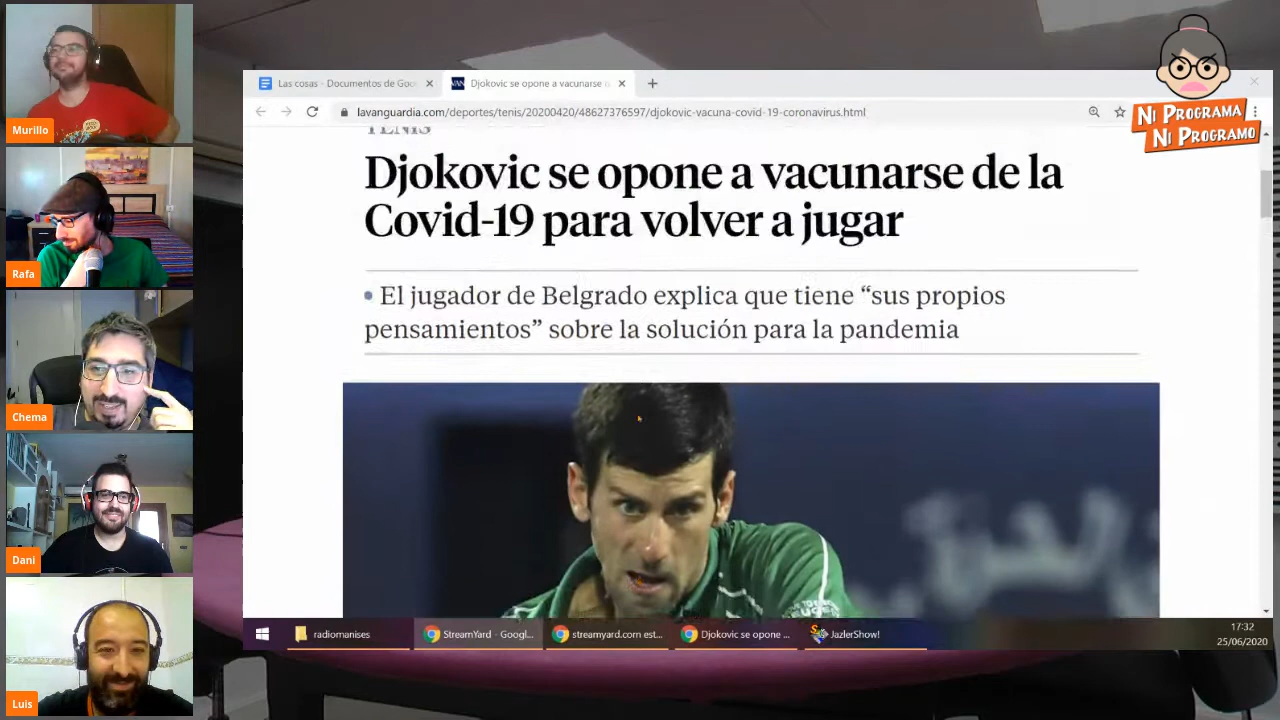 Murillo
Rafa
Chema
Dani
Luis
Las cosas - Documentos de Goo
Djokovic se opone a vacunarse
lavanguardia.com/deportes/tenis/20200420/48627376597/djokovic-vacuna-covid-19-coronavirus.html
NI PROGRAMA
NI PROGRAMO
TENIS
Djokovic se opone a vacunarse de la
Covid-19 para volver a jugar
El jugador de Belgrado explica que tiene “sus propios
pensamientos” sobre la solución para la pandemia
radiomanises
StreamYard - Googl...
streamyard.com est...
Djokovic se opone ...
JazlerShow!
17:32
25/06/2020